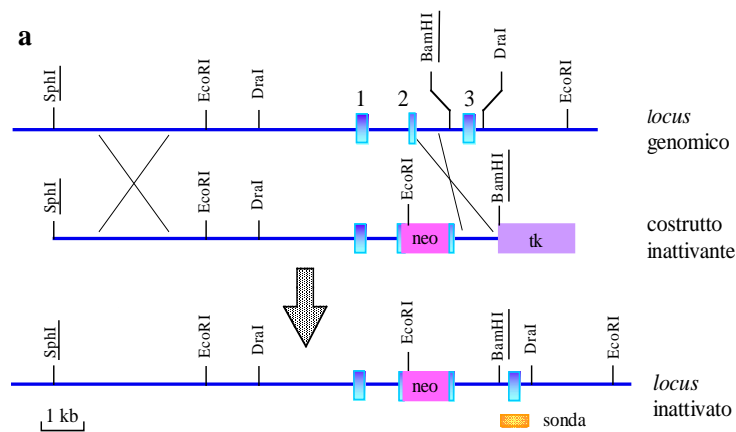 a
SphI
EcoRI
DraI
1
2
BamHI
3
DraI
EcoRI
locus
genomico
SphI
EcoRI
DraI
EcoRI
neo
BamHI
tk
costrutto
inattivante
SphI
EcoRI
DraI
EcoRI
neo
BamHI
DraI
EcoRI
locus
inattivato
1 kb
sonda